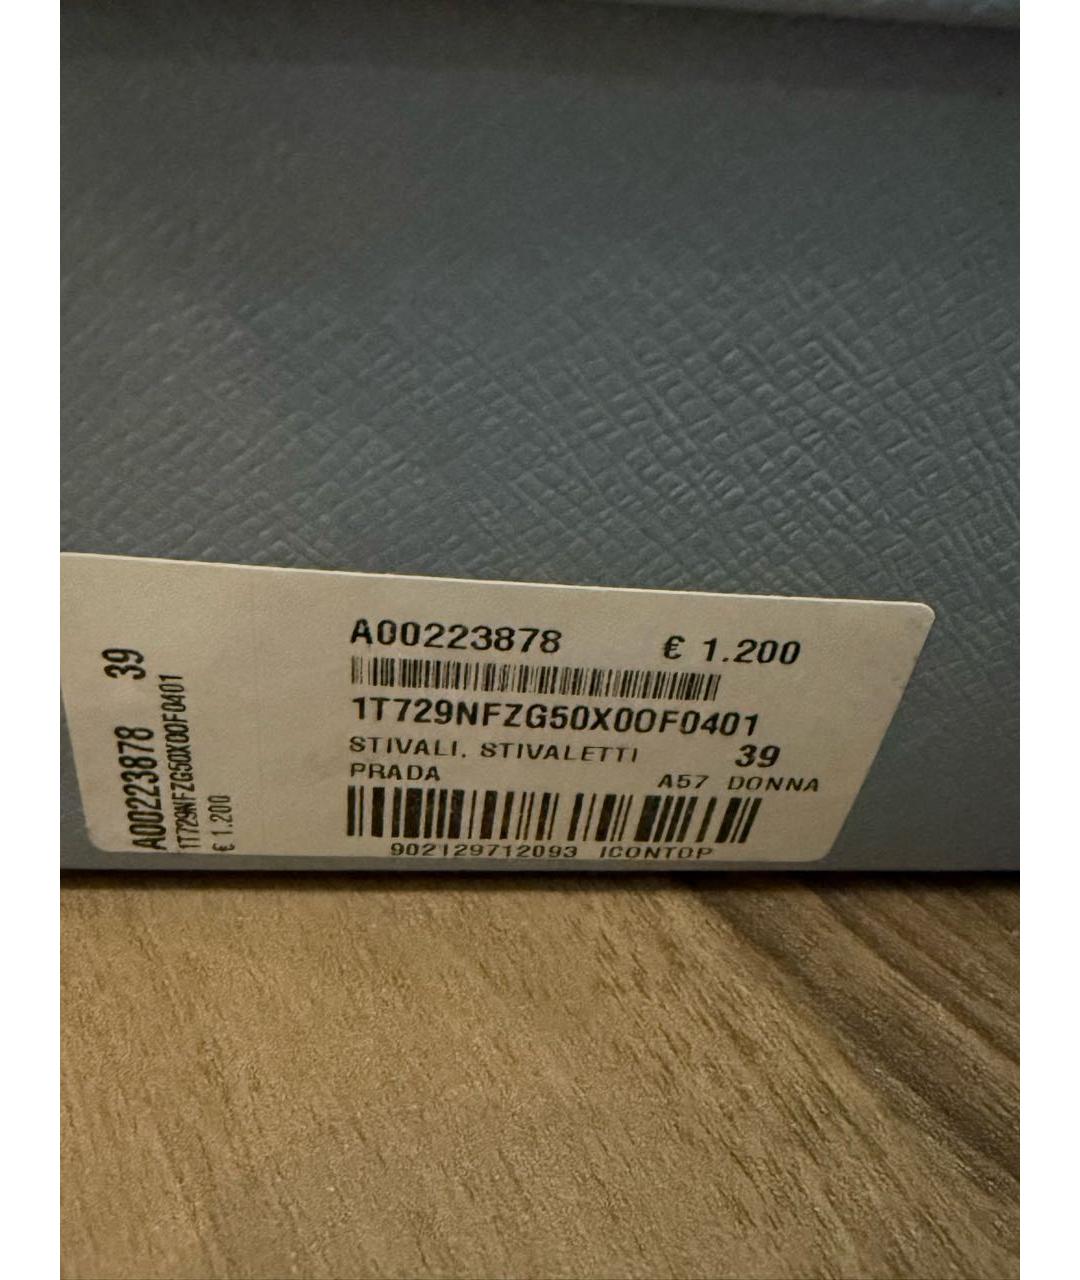 A00223878 39
1T729NFZG50X00F0401
€ 1.200
A00223878 € 1.200
1T729NFZG50X00F0401
STIVALI, STIVALETTI 39
PRADA A57 DONNA
902129712093 ICONTOP